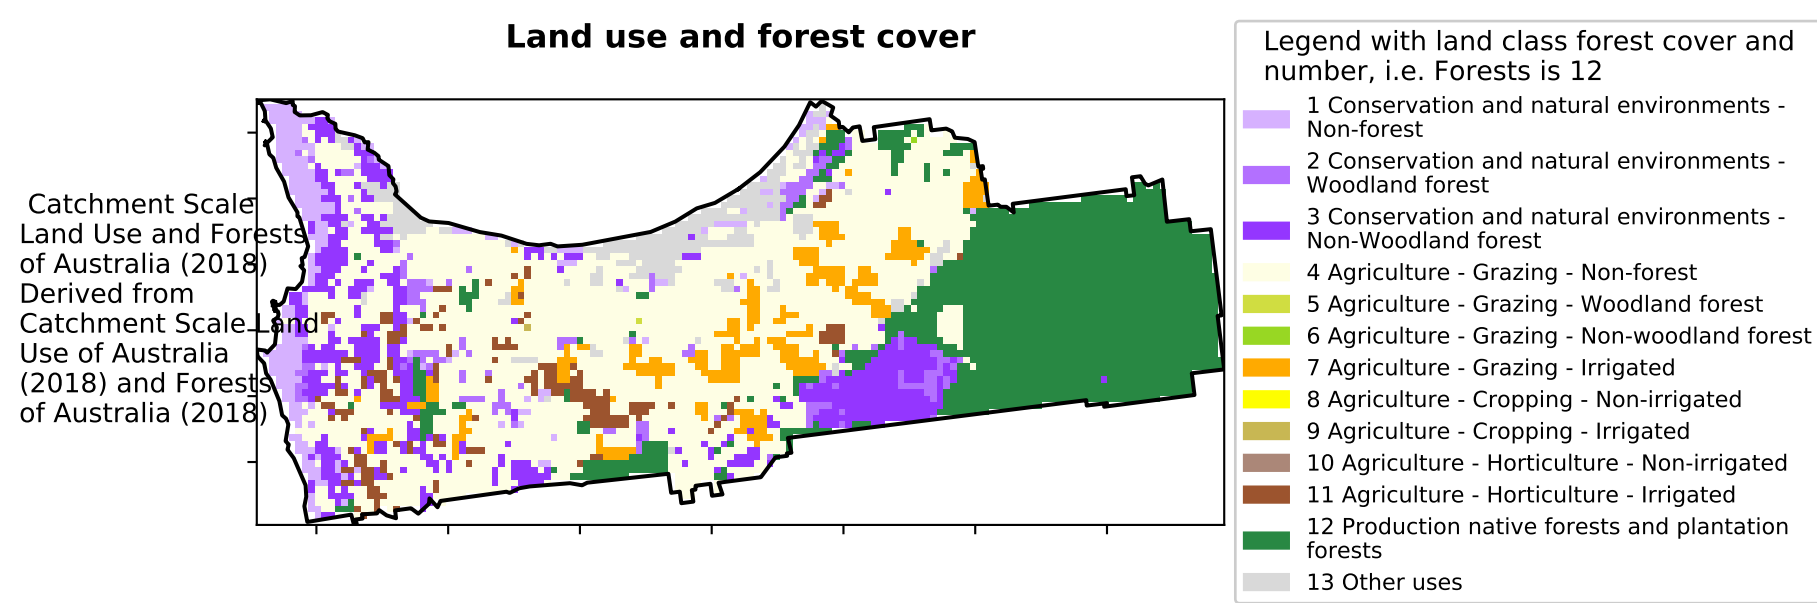 Land use and forest cover
Catchment Scale
Land Use and Forests
of Australia (2018)
Derived from
Catchment Scale Land
Use of Australia
(2018) and Forests
of Australia (2018)
Legend with land class forest cover and
number, i.e. Forests is 12
1 Conservation and natural environments -
Non-forest
2 Conservation and natural environments -
Woodland forest
3 Conservation and natural environments -
Non-Woodland forest
4 Agriculture - Grazing - Non-forest
5 Agriculture - Grazing - Woodland forest
6 Agriculture - Grazing - Non-woodland forest
7 Agriculture - Grazing - Irrigated
8 Agriculture - Cropping - Non-irrigated
9 Agriculture - Cropping - Irrigated
10 Agriculture - Horticulture - Non-irrigated
11 Agriculture - Horticulture - Irrigated
12 Production native forests and plantation
forests
13 Other uses